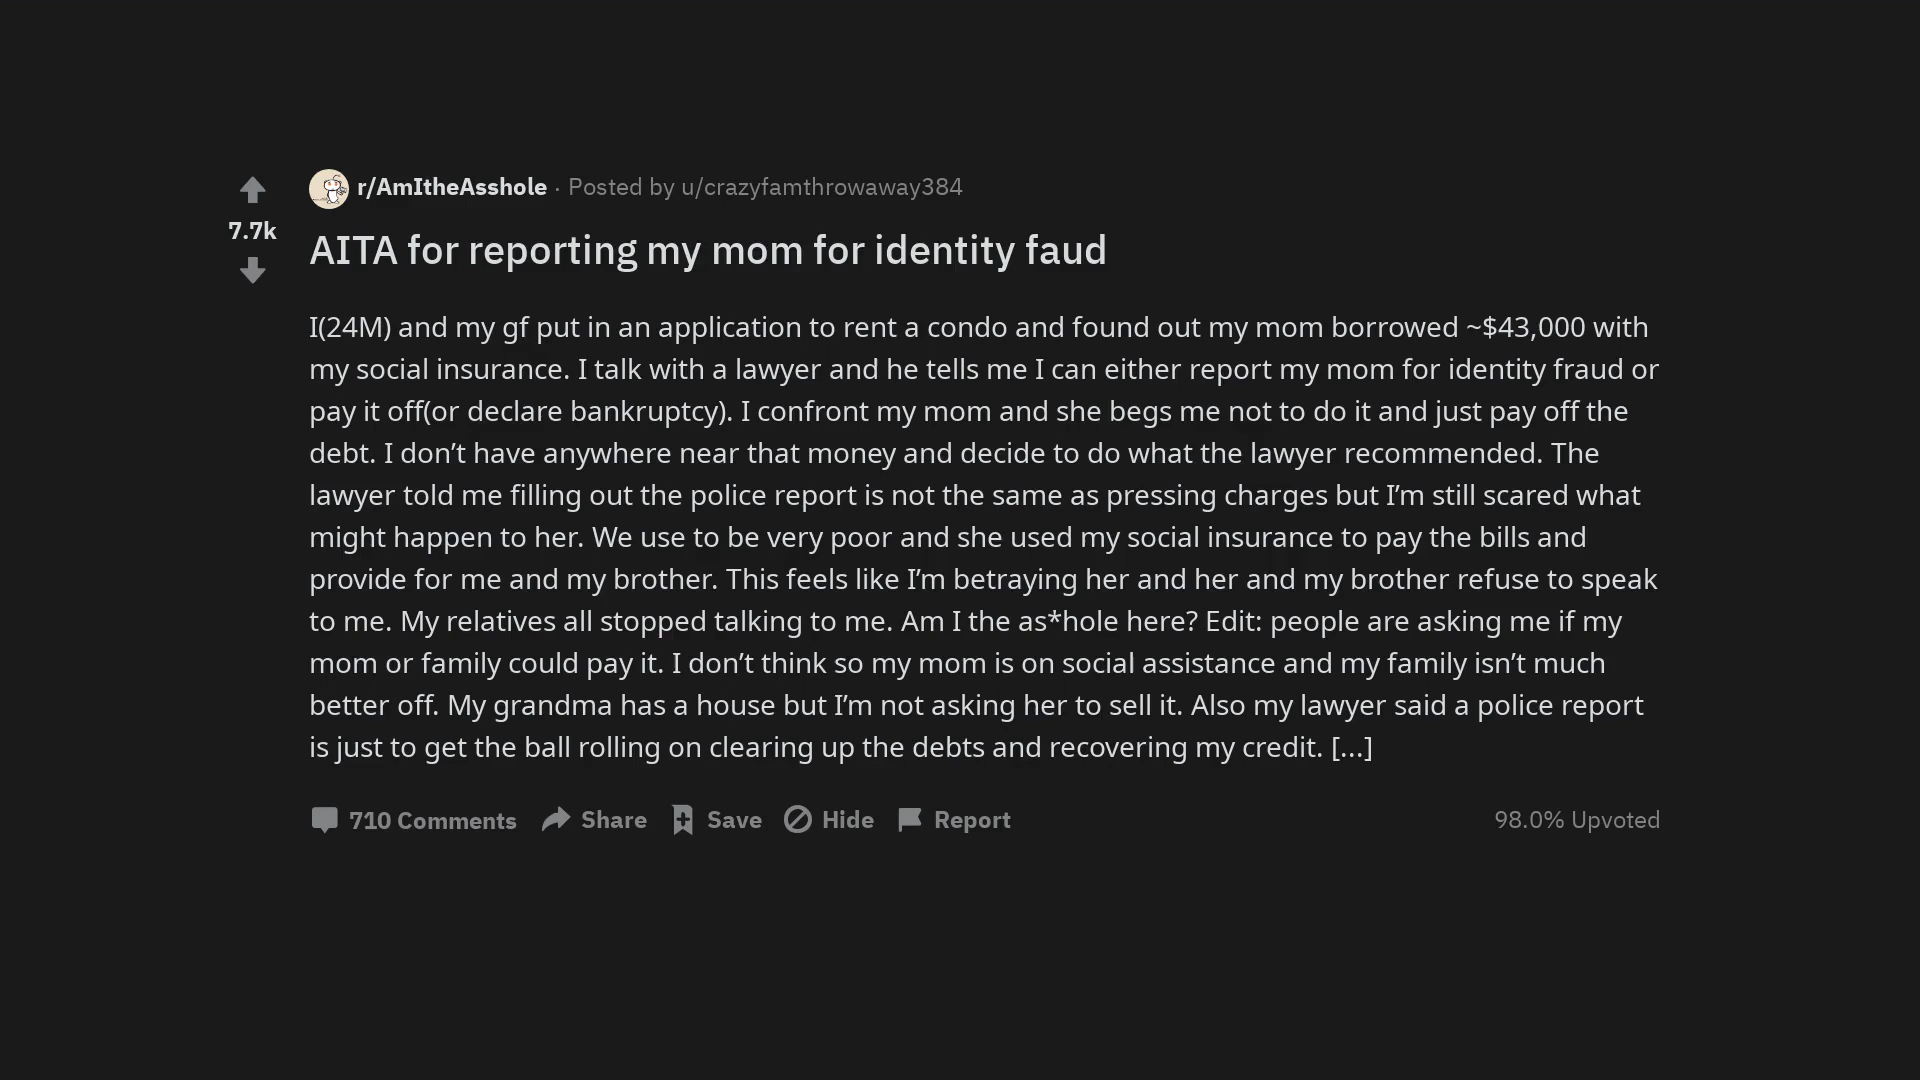 r/AmItheAsshole · Posted by u/crazyfamthrowaway384
7.7k
AITA for reporting my mom for identity faud
I(24M) and my gf put in an application to rent a condo and found out my mom borrowed ~$43,000 with
my social insurance. I talk with a lawyer and he tells me I can either report my mom for identity fraud or
pay it off(or declare bankruptcy). I confront my mom and she begs me not to do it and just pay off the
debt. I don’t have anywhere near that money and decide to do what the lawyer recommended. The
lawyer told me filling out the police report is not the same as pressing charges but I’m still scared what
might happen to her. We use to be very poor and she used my social insurance to pay the bills and
provide for me and my brother. This feels like I’m betraying her and her and my brother refuse to speak
to me. My relatives all stopped talking to me. Am I the as*hole here? Edit: people are asking me if my
mom or family could pay it. I don’t think so my mom is on social assistance and my family isn’t much
better off. My grandma has a house but I’m not asking her to sell it. Also my lawyer said a police report
is just to get the ball rolling on clearing up the debts and recovering my credit. [...]
710 Comments Share Save Hide Report 98.0% Upvoted